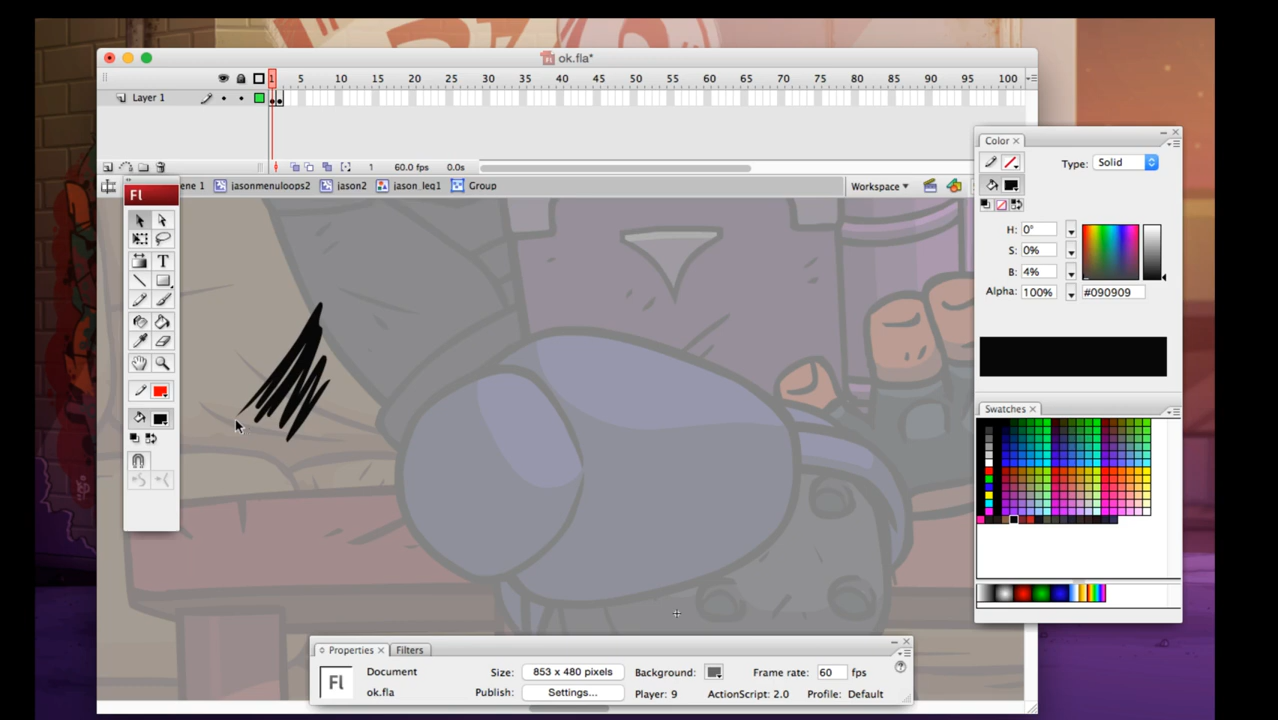 ok.fla*
1 5 10 15 20 25 30 35 40 45 50 55 60 65 70 75 80 85 90 95 100
Layer 1
1 60.0 fps 0.0s
ene 1 jasonmenuloops2 jason2 jason_leg1 Group Workspace
Fl
T
Color
Type: Solid
H: 0°
S: 0%
B: 4%
Alpha: 100% #090909
Swatches
Properties Filters
Fl
Document Size: 853 x 480 pixels Background: Frame rate: 60 fps
ok.fla Publish: Settings... Player: 9 ActionScript: 2.0 Profile: Default